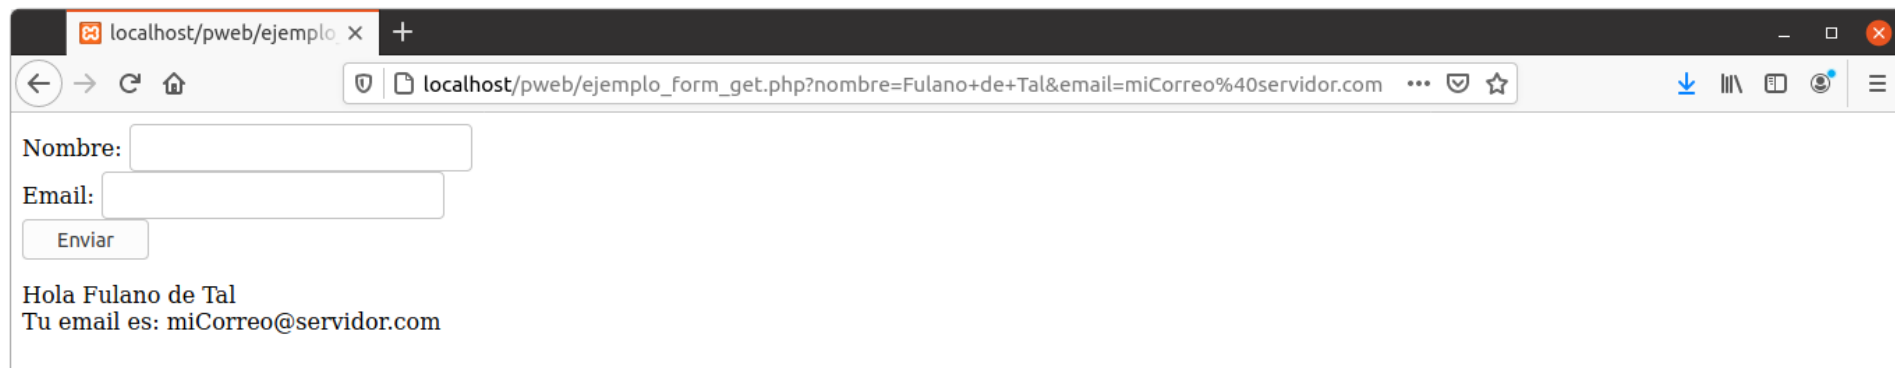 localhost/pweb/ejemplo_
localhost/pweb/ejemplo_form_get.php?nombre=Fulano+de+Tal&email=miCorreo%40servidor.com
Nombre:
Email:
Enviar
Hola Fulano de Tal
Tu email es: miCorreo@servidor.com